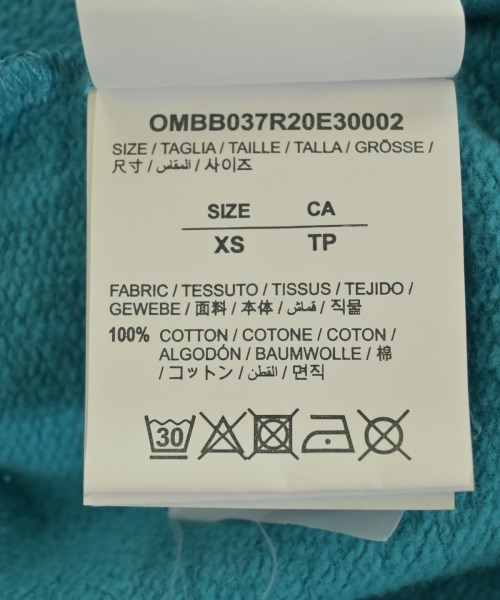 OMBB037R20E30002
SIZE / TAGLIA / TAILLE / TALLA / GRÖSSE /
尺寸 / المقاس / 사이즈
SIZE CA
XS TP
FABRIC / TESSUTO / TISSUS / TEJIDO /
GEWEBE / 面料 / 本体 / قماش / 직물
100% COTTON / COTONE / COTON /
ALGODÓN / BAUMWOLLE / 棉
/ コットン / القطن / 면직
30